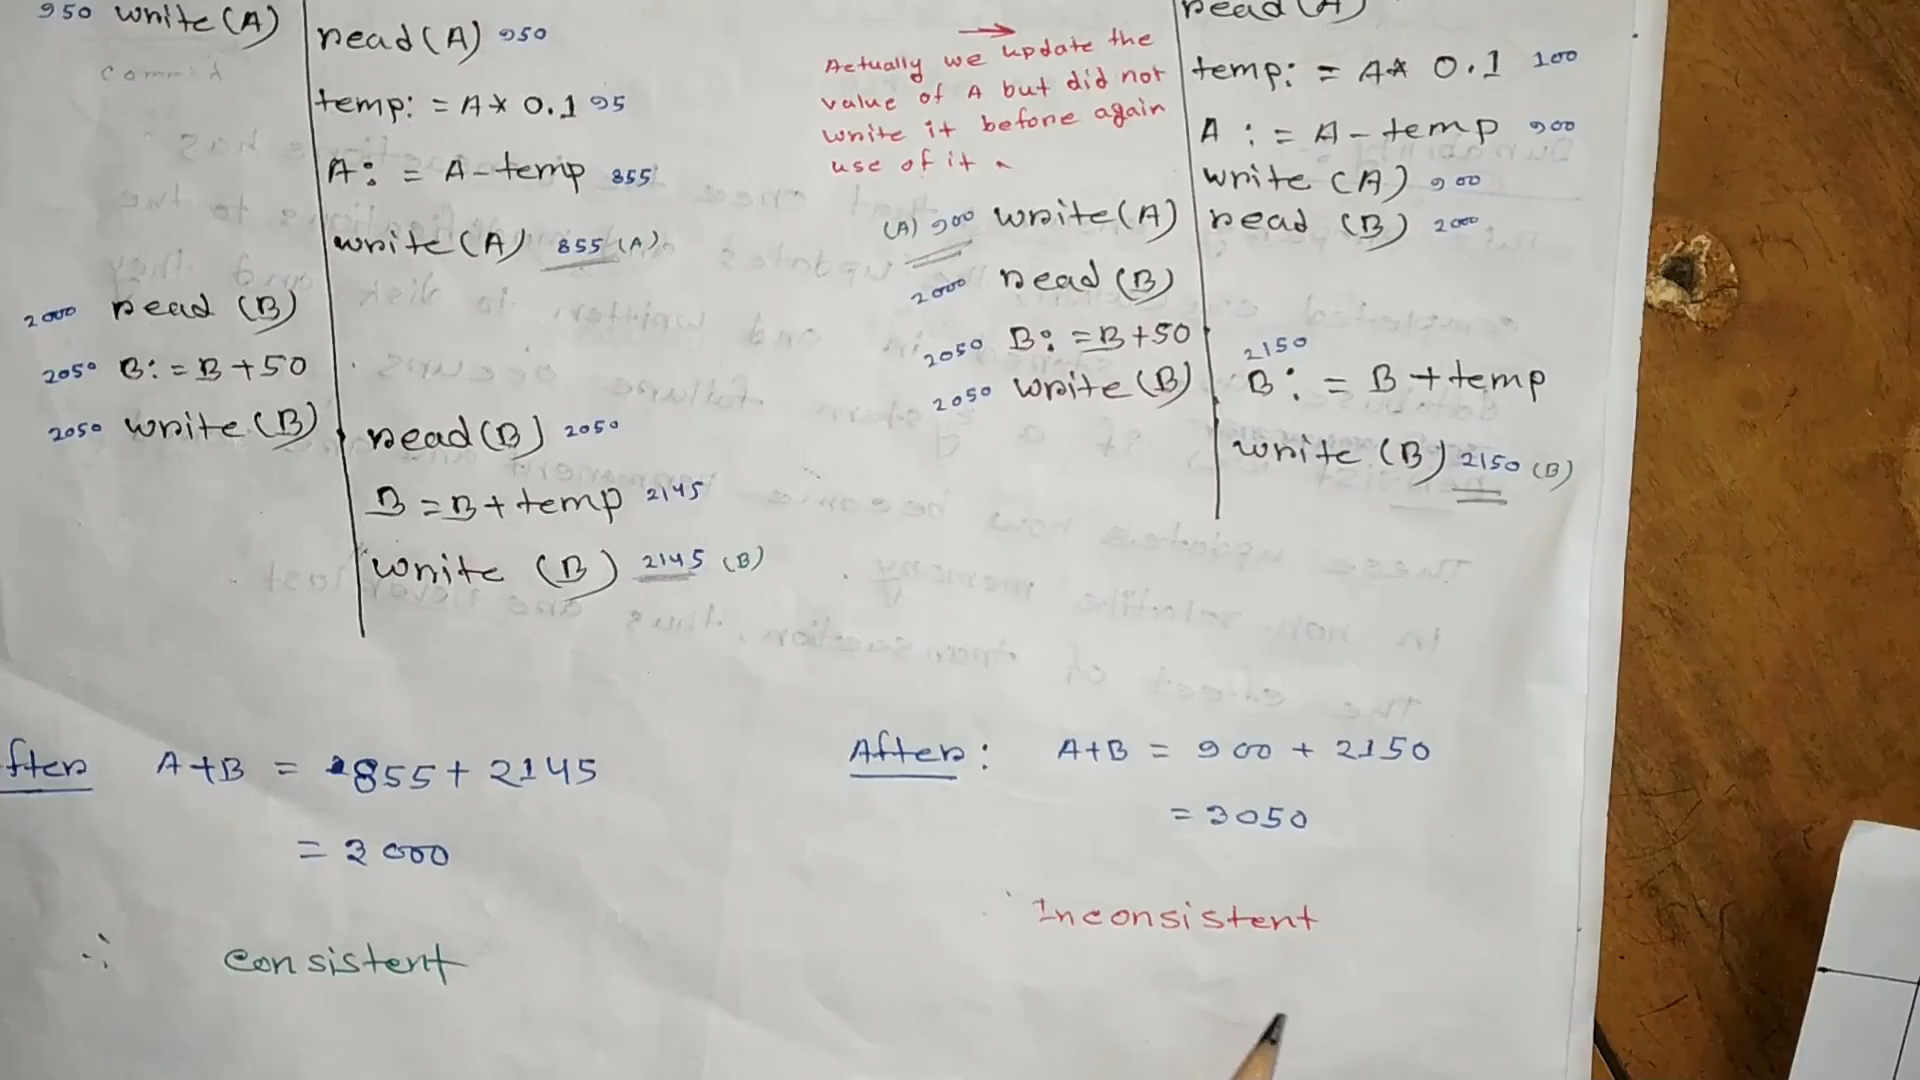 950 write(A)
commit
read(A) 950
temp: = A * 0.1 95
A: = A - temp 855
write(A) 855 (A)
2000 read (B)
2050 B: = B + 50
2050 write(B)
read(B) 2050
B = B + temp 2145
write (B) 2145 (B)
After A+B = 855 + 2145
= 3000
∴ consistent
Actually we update the
value of A but did not
write it before again
use of it
(A) 900 write(A)
2000 read (B)
2050 B: = B + 50
2050 write (B)
read (A)
temp: = A * 0.1 100
A : = A - temp 900
write (A) 900
read (B) 2000
2150
B: = B + temp
write (B) 2150 (B)
After: A+B = 900 + 2150
= 3050
Inconsistent